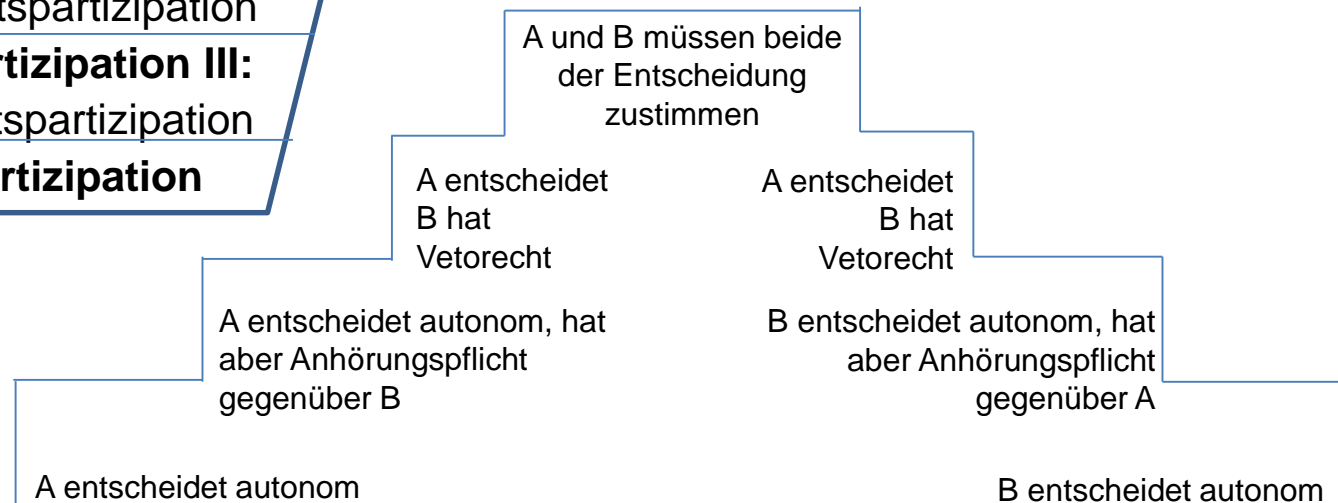 tspartizipation
rtizipation III:
tspartizipation
rtizipation
A und B müssen beide
der Entscheidung
zustimmen
A entscheidet
B hat
Vetorecht
A entscheidet
B hat
Vetorecht
A entscheidet autonom, hat
aber Anhörungspflicht
gegenüber B
B entscheidet autonom, hat
aber Anhörungspflicht
gegenüber A
A entscheidet autonom
B entscheidet autonom